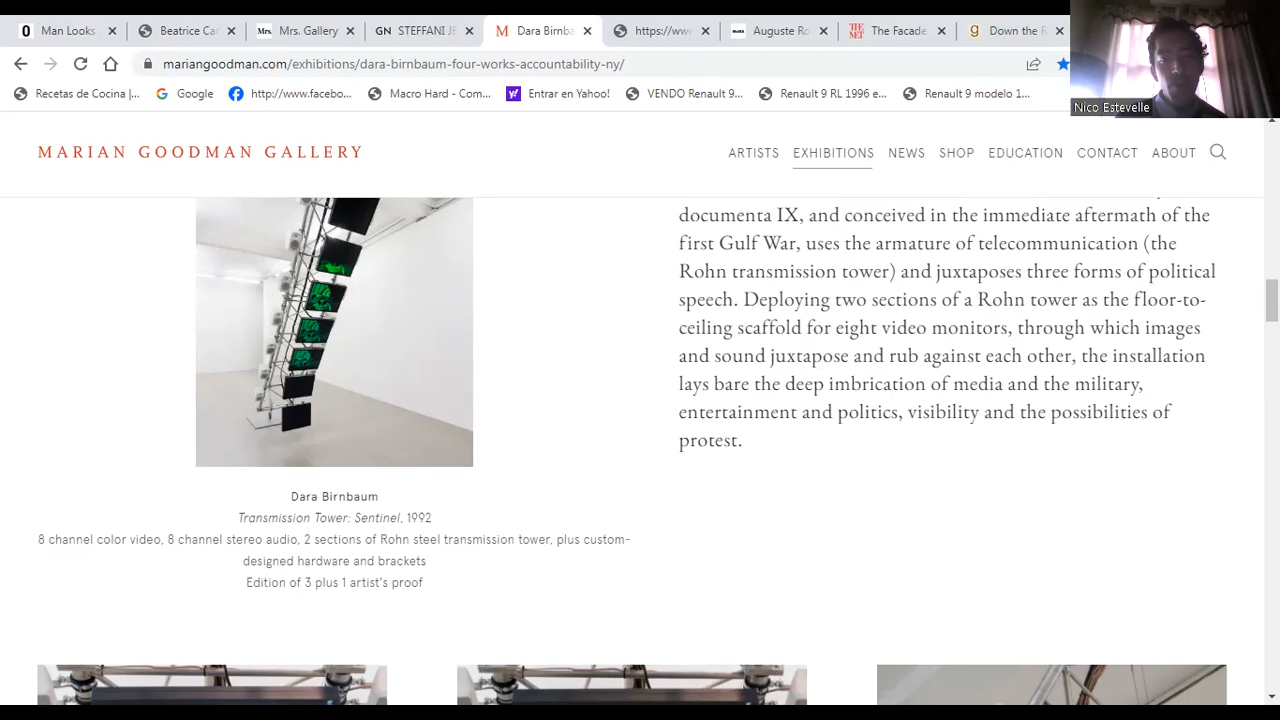 Man Looks
Beatrice Car
Mrs. Mrs. Gallery
GN STEFFANI JE
M Dara Birnba
https://ww
MoMA Auguste Ro
THE MET The Facade
g Down the R
mariangoodman.com/exhibitions/dara-birnbaum-four-works-accountability-ny/
Recetas de Cocina |...
Google
http://www.facebo...
Macro Hard - Com...
Entrar en Yahoo!
VENDO Renault 9...
Renault 9 RL 1996 e...
Renault 9 modelo 1...
Nico Estevelle
MARIAN GOODMAN GALLERY
ARTISTS EXHIBITIONS NEWS SHOP EDUCATION CONTACT ABOUT
documenta IX, and conceived in the immediate aftermath of the
first Gulf War, uses the armature of telecommunication (the
Rohn transmission tower) and juxtaposes three forms of political
speech. Deploying two sections of a Rohn tower as the floor-to-
ceiling scaffold for eight video monitors, through which images
and sound juxtapose and rub against each other, the installation
lays bare the deep imbrication of media and the military,
entertainment and politics, visibility and the possibilities of
protest.
Dara Birnbaum
Transmission Tower: Sentinel, 1992
8 channel color video, 8 channel stereo audio, 2 sections of Rohn steel transmission tower, plus custom-
designed hardware and brackets
Edition of 3 plus 1 artist's proof